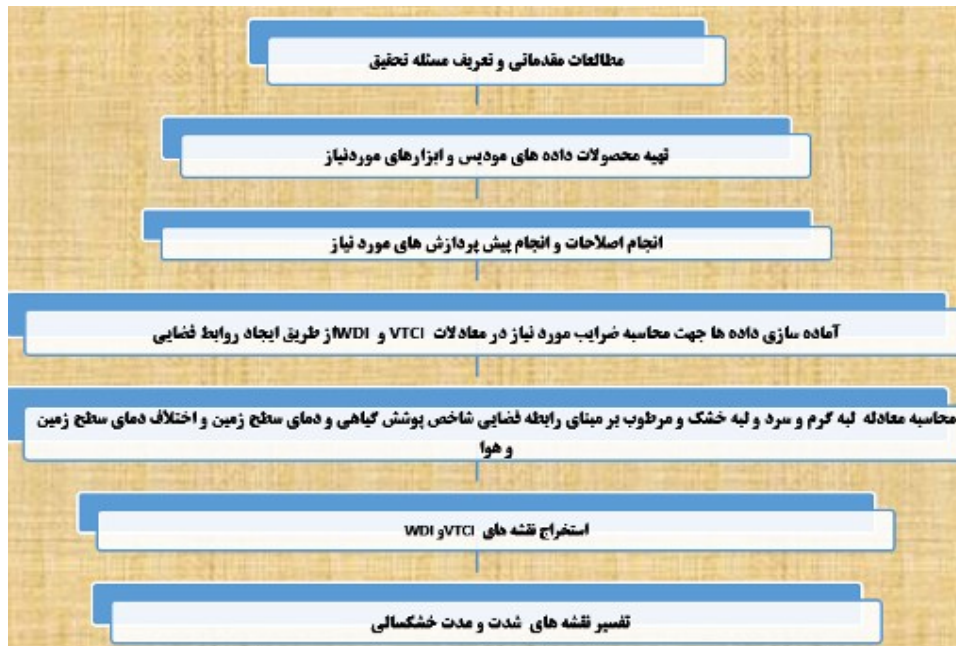 مطالعات مقدماتی و تعریف مسئله تحقیق
تهیه محصولات داده های مودیس و ابزارهای موردنیاز
انجام اصلاحات و انجام پیش پردازش های مورد نیاز
آماده سازی داده ها جهت محاسبه ضرایب مورد نیاز در معادلات VTCI و WDIاز طریق ایجاد روابط فضایی
محاسبه معادله لبه گرم و سرد و لبه خشک و مرطوب بر مبنای رابطه فضایی شاخص پوشش گیاهی و دمای سطح زمین و اختلاف دمای سطح زمین
و هوا
استخراج نقشه های VTCIو WDI
تفسیر نقشه های شدت و مدت خشکسالی